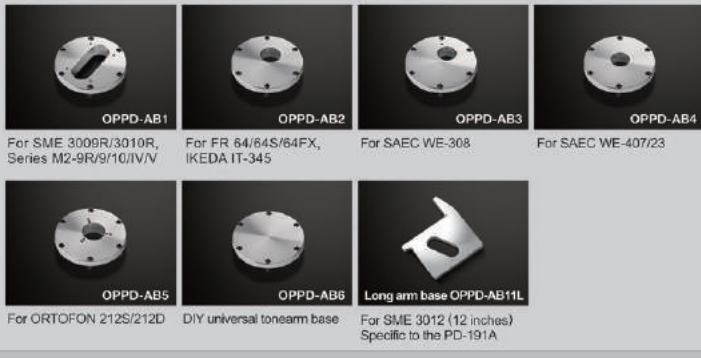 OPPD-AB1
OPPD-AB2
OPPD-AB3
OPPD-AB4
For SME 3009R/3010R,
Series M2-9R/9/10/IV/V
For FR 64/64S/64FX,
IKEDA IT-345
For SAEC WE-308
For SAEC WE-407/23
OPPD-AB5
OPPD-AB6
Long arm base OPPD-AB11L
For ORTOFON 212S/212D
DIY universal tonearm base
For SME 3012 (12 inches)
Specific to the PD-191A